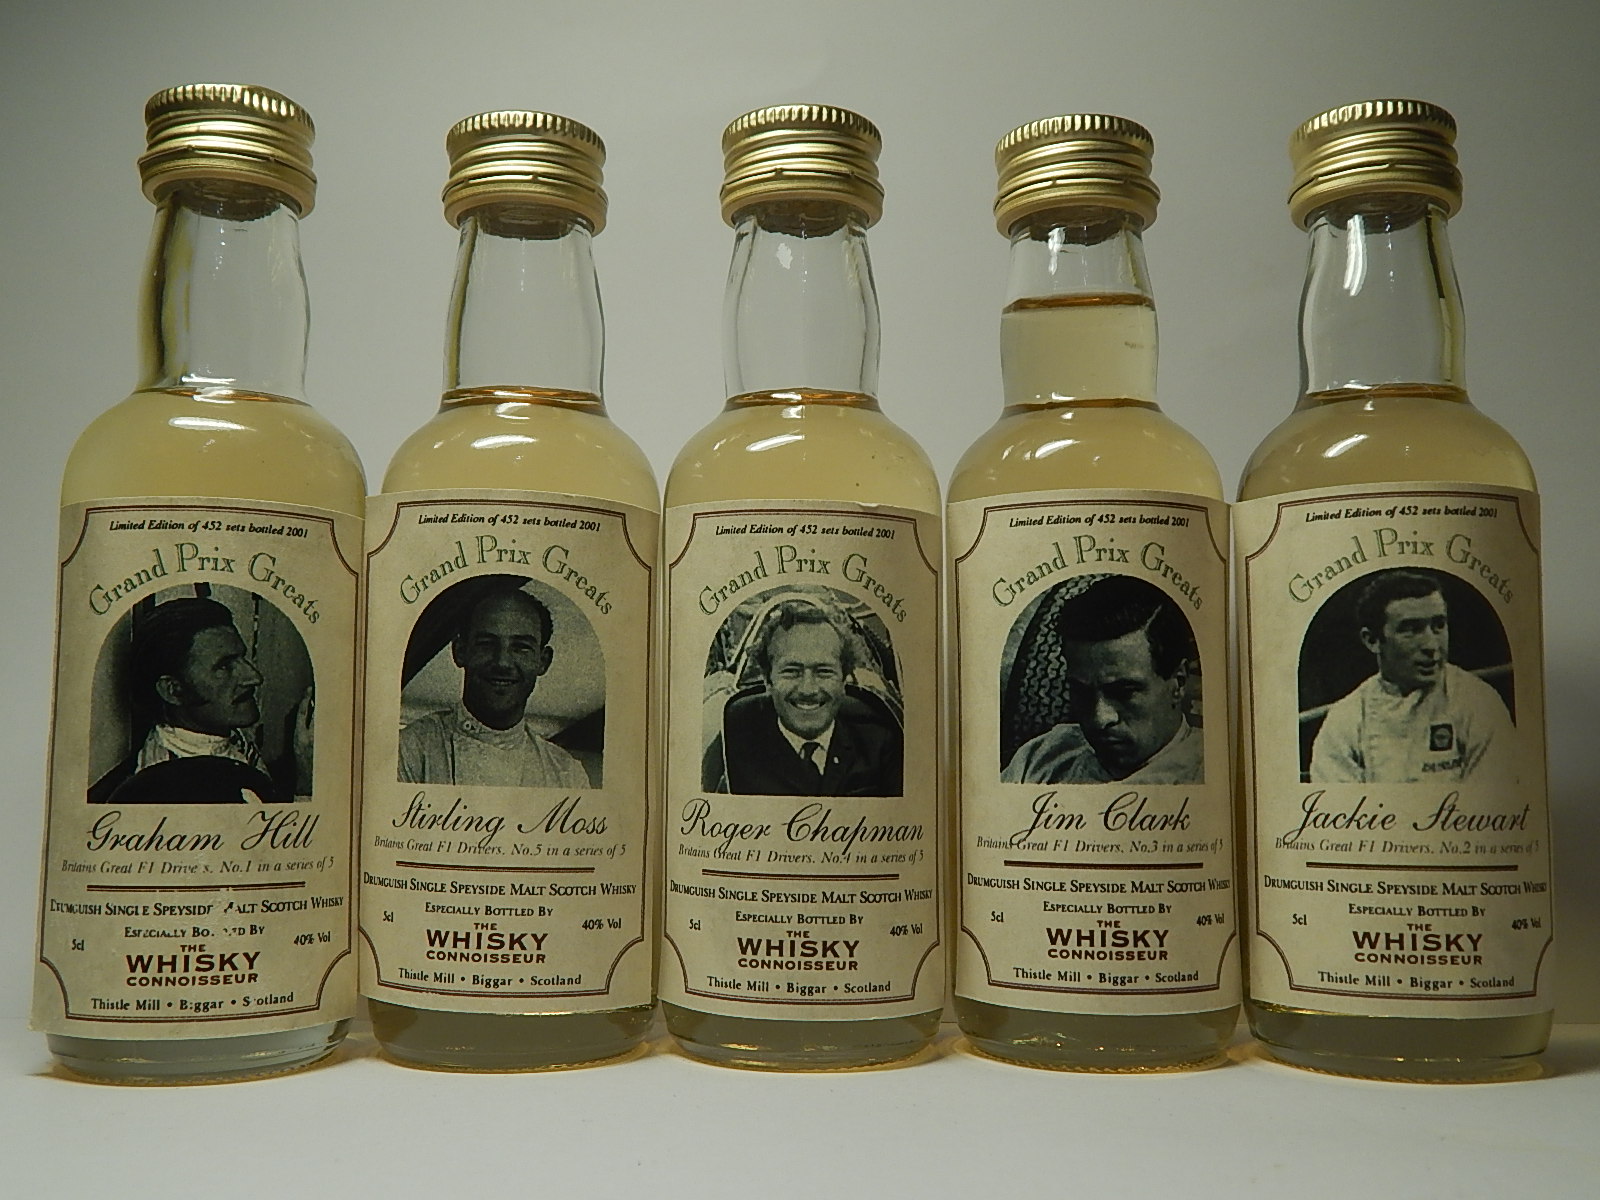 Limited Edition of 452 sets bottled 2001
Grand Prix Greats
Graham Hill
Britains Great F1 Drive s. No.1 in a series of 5
DRUMGUISH SINGLE SPEYSIDE MALT SCOTCH WHISKY
5cl
ESPECIALLY BO D BY
40% Vol
THE
WHISKY
CONNOISSEUR
Thistle Mill • Biggar • Scotland
Limited Edition of 452 sets bottled 2001
Grand Prix Greats
Stirling Moss
Britains Great F1 Drivers. No.5 in a series of 5
DRUMGUISH SINGLE SPEYSIDE MALT SCOTCH WHISKY
5cl
ESPECIALLY BOTTLED BY
40% Vol
THE
WHISKY
CONNOISSEUR
Thistle Mill • Biggar • Scotland
Limited Edition of 452 sets bottled 2001
Grand Prix Greats
Roger Chapman
Britains Great F1 Drivers. No.4 in a series of 5
DRUMGUISH SINGLE SPEYSIDE MALT SCOTCH WHISKY
5cl
ESPECIALLY BOTTLED BY
40% Vol
THE
WHISKY
CONNOISSEUR
Thistle Mill • Biggar • Scotland
Limited Edition of 452 sets bottled 2001
Grand Prix Greats
Jim Clark
Britains Great F1 Drivers. No.3 in a series of 5
DRUMGUISH SINGLE SPEYSIDE MALT SCOTCH WHISKY
5cl
ESPECIALLY BOTTLED BY
40% Vol
THE
WHISKY
CONNOISSEUR
Thistle Mill • Biggar • Scotland
Limited Edition of 452 sets bottled 2001
Grand Prix Greats
Jackie Stewart
Britains Great F1 Drivers. No.2 in a series of 5
DRUMGUISH SINGLE SPEYSIDE MALT SCOTCH WHISKY
5cl
ESPECIALLY BOTTLED BY
40% Vol
THE
WHISKY
CONNOISSEUR
Thistle Mill • Biggar • Scotland